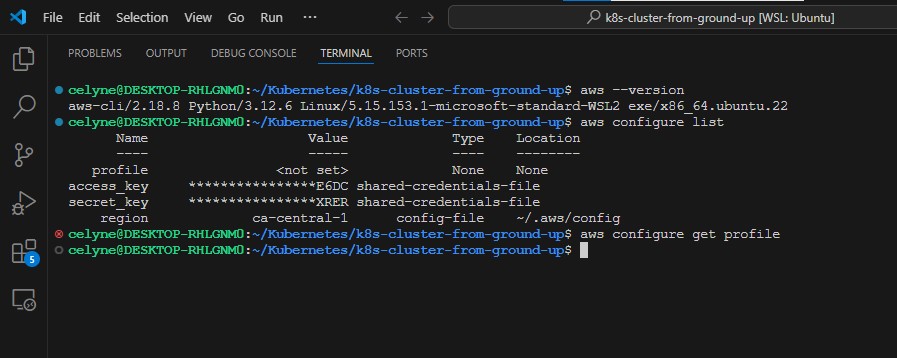 File Edit Selection View Go Run ··· k8s-cluster-from-ground-up [WSL: Ubuntu]
PROBLEMS OUTPUT DEBUG CONSOLE TERMINAL PORTS
celyne@DESKTOP-RHLGNMO:~/Kubernetes/k8s-cluster-from-ground-up$ aws --version
aws-cli/2.18.8 Python/3.12.6 Linux/5.15.153.1-microsoft-standard-WSL2 exe/x86_64.ubuntu.22
celyne@DESKTOP-RHLGNMO:~/Kubernetes/k8s-cluster-from-ground-up$ aws configure list
Name Value Type Location
---- ----- ---- --------
profile <not set> None None
access_key ****************E6DC shared-credentials-file
secret_key ****************XRER shared-credentials-file
region ca-central-1 config-file ~/.aws/config
celyne@DESKTOP-RHLGNMO:~/Kubernetes/k8s-cluster-from-ground-up$ aws configure get profile
celyne@DESKTOP-RHLGNMO:~/Kubernetes/k8s-cluster-from-ground-up$
5